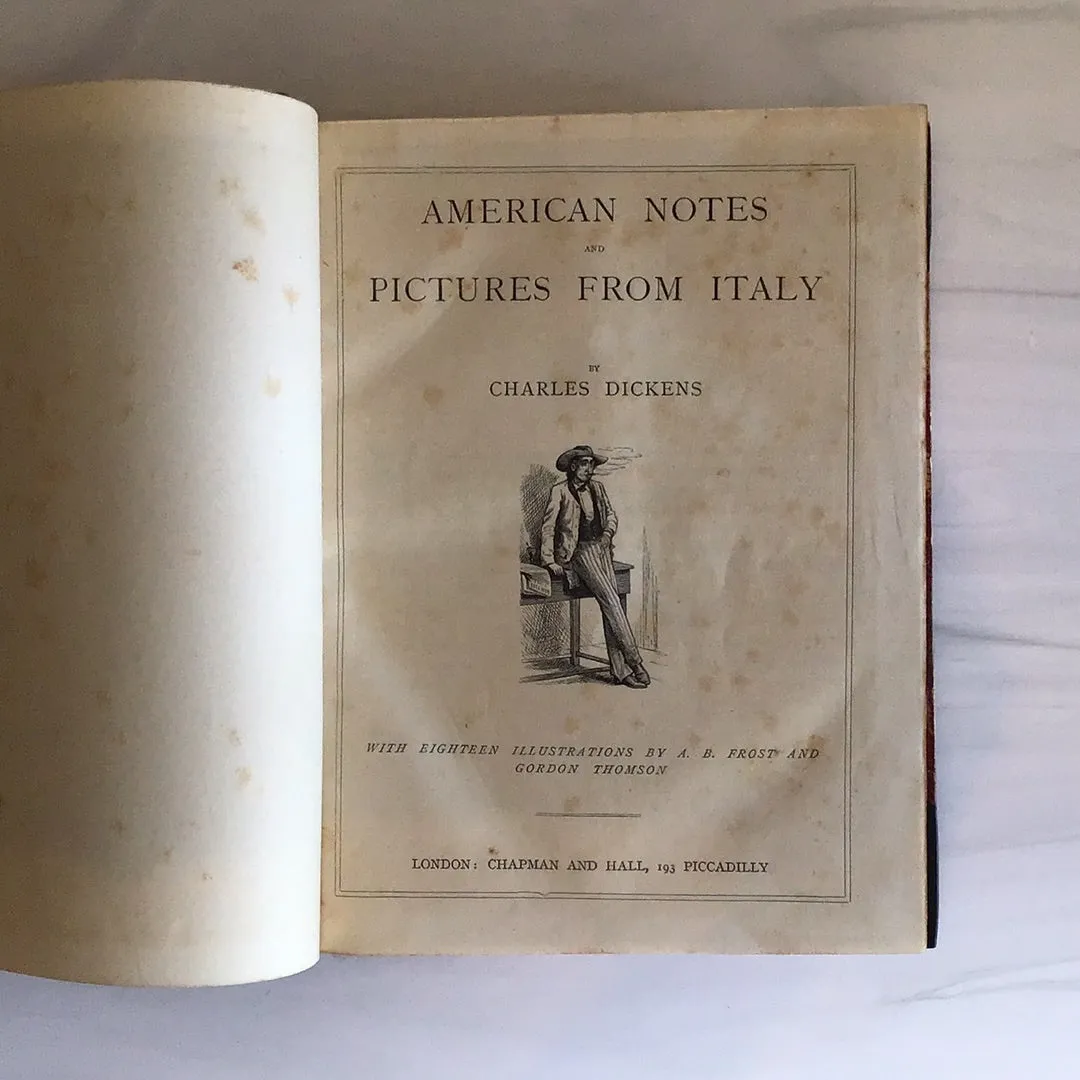 AMERICAN NOTES
AND
PICTURES FROM ITALY
BY
CHARLES DICKENS
WITH EIGHTEEN ILLUSTRATIONS BY A. B. FROST AND
GORDON THOMSON
LONDON: CHAPMAN AND HALL, 193 PICCADILLY